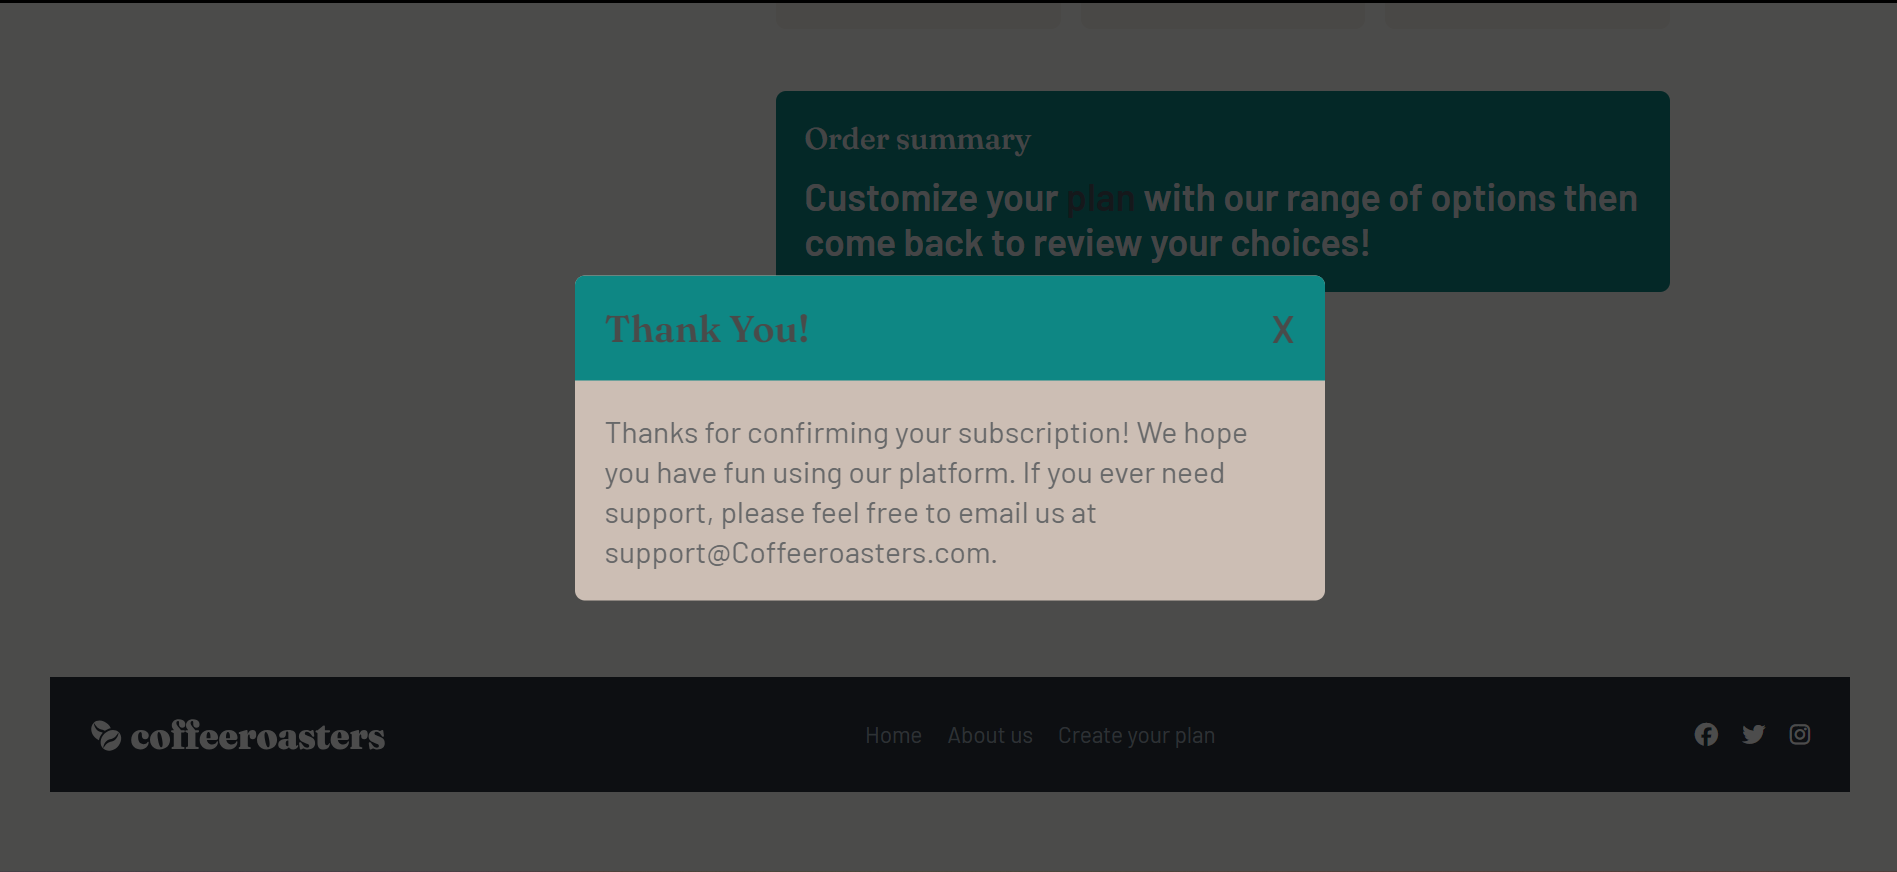 Order summary
Customize your plan with our range of options then
come back to review your choices!
Thank You!
X
Thanks for confirming your subscription! We hope
you have fun using our platform. If you ever need
support, please feel free to email us at
support@Coffeeroasters.com.
coffeeroasters
Home About us Create your plan